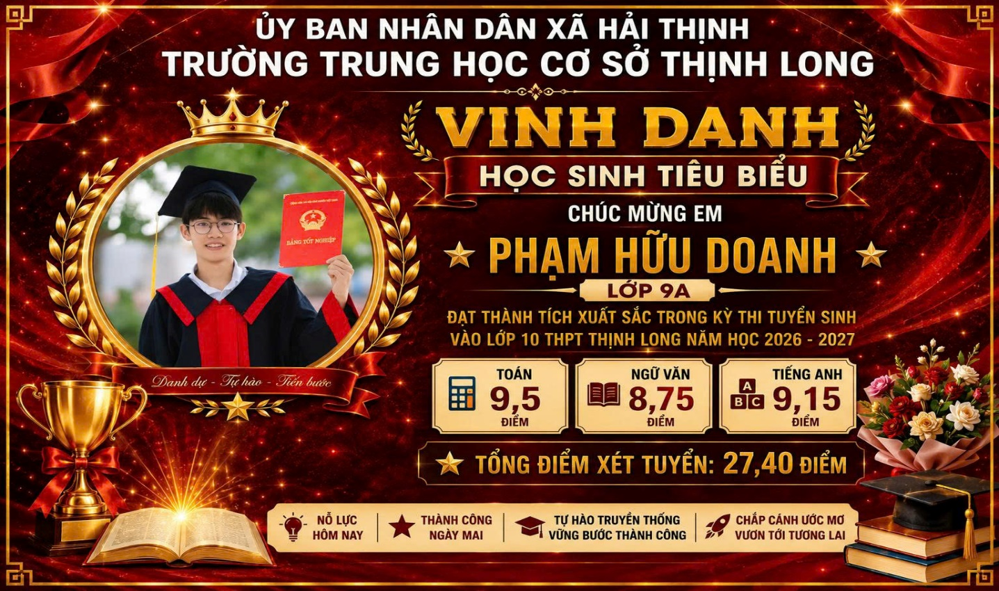 ỦY BAN NHÂN DÂN XÃ HẢI THỊNH
TRƯỜNG TRUNG HỌC CƠ SỞ THỊNH LONG
VINH DANH
HỌC SINH TIÊU BIỂU
CHÚC MỪNG EM
PHẠM HỮU DOANH
LỚP 9A
ĐẠT THÀNH TÍCH XUẤT SẮC TRONG KỲ THI TUYỂN SINH
VÀO LỚP 10 THPT THỊNH LONG NĂM HỌC 2026 - 2027
BẰNG TỐT NGHIỆP
Danh dự - Tự hào - Tiến bước
TOÁN
9,5
ĐIỂM
NGỮ VĂN
8,75
ĐIỂM
A
B C
TIẾNG ANH
9,15
ĐIỂM
TỔNG ĐIỂM XÉT TUYỂN: 27,40 ĐIỂM
NỖ LỰC
HÔM NAY
THÀNH CÔNG
NGÀY MAI
TỰ HÀO TRUYỀN THỐNG
VỮNG BƯỚC THÀNH CÔNG
CHẮP CÁNH ƯỚC MƠ
VƯƠN TỚI TƯƠNG LAI